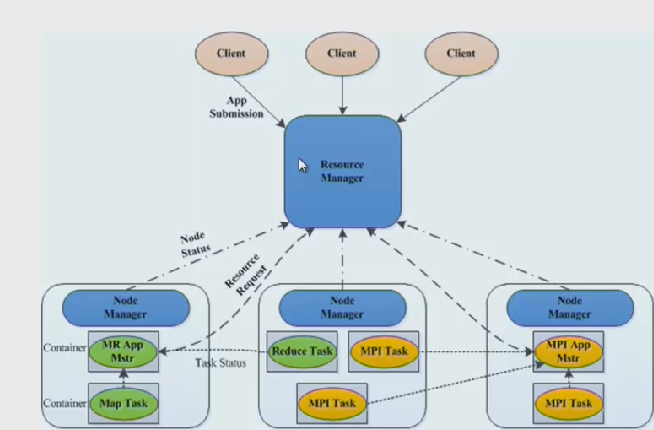 Client
Client
Client
App
Submission
Resource
Manager
Node
Status
Resource
Request
Node
Manager
Node
Manager
Node
Manager
Container
MR App
Mstr
Reduce Task
MPI Task
MPI App
Mstr
Task Status
Container
Map Task
MPI Task
MPI Task